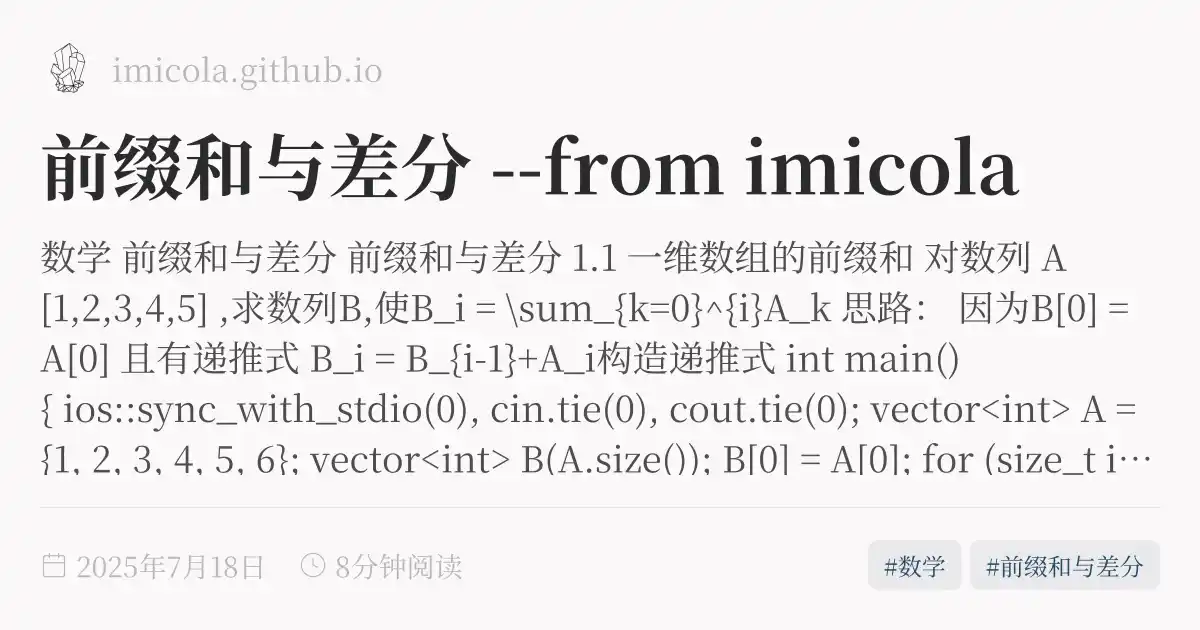 imicola.github.io
前缀和与差分 --from imicola
数学 前缀和与差分 前缀和与差分 1.1 一维数组的前缀和 对数列 A
[1,2,3,4,5] ,求数列B,使B_i = \sum_{k=0}^{i}A_k 思路： 因为B[0] =
A[0] 且有递推式 B_i = B_{i-1}+A_i构造递推式 int main()
{ ios::sync_with_stdio(0), cin.tie(0), cout.tie(0); vector<int> A =
{1, 2, 3, 4, 5, 6}; vector<int> B(A.size()); B[0] = A[0]; for (size_t i…
2025年7月18日 8分钟阅读 #数学 #前缀和与差分